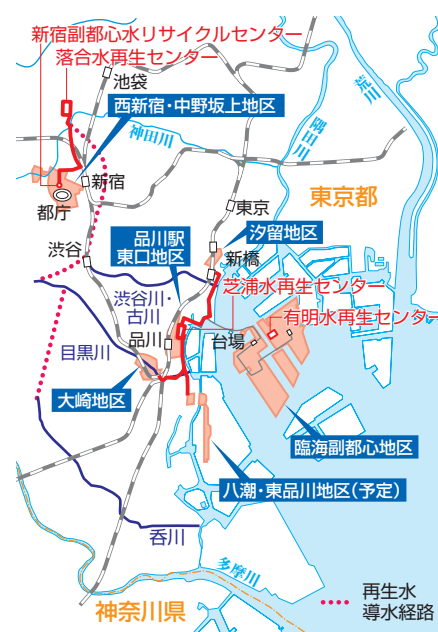 新宿副都心水リサイクルセンター
落合水再生センター
池袋
西新宿・中野坂上地区
神田川
隅田川
荒川
新宿
都庁
東京都
東京
品川駅
東口地区
汐留地区
渋谷
新橋
芝浦水再生センター
渋谷川・
古川
有明水再生センター
目黒川
品川
台場
大崎地区
臨海副都心地区
八潮・東品川地区(予定)
呑川
多摩川
神奈川県
再生水
導水経路